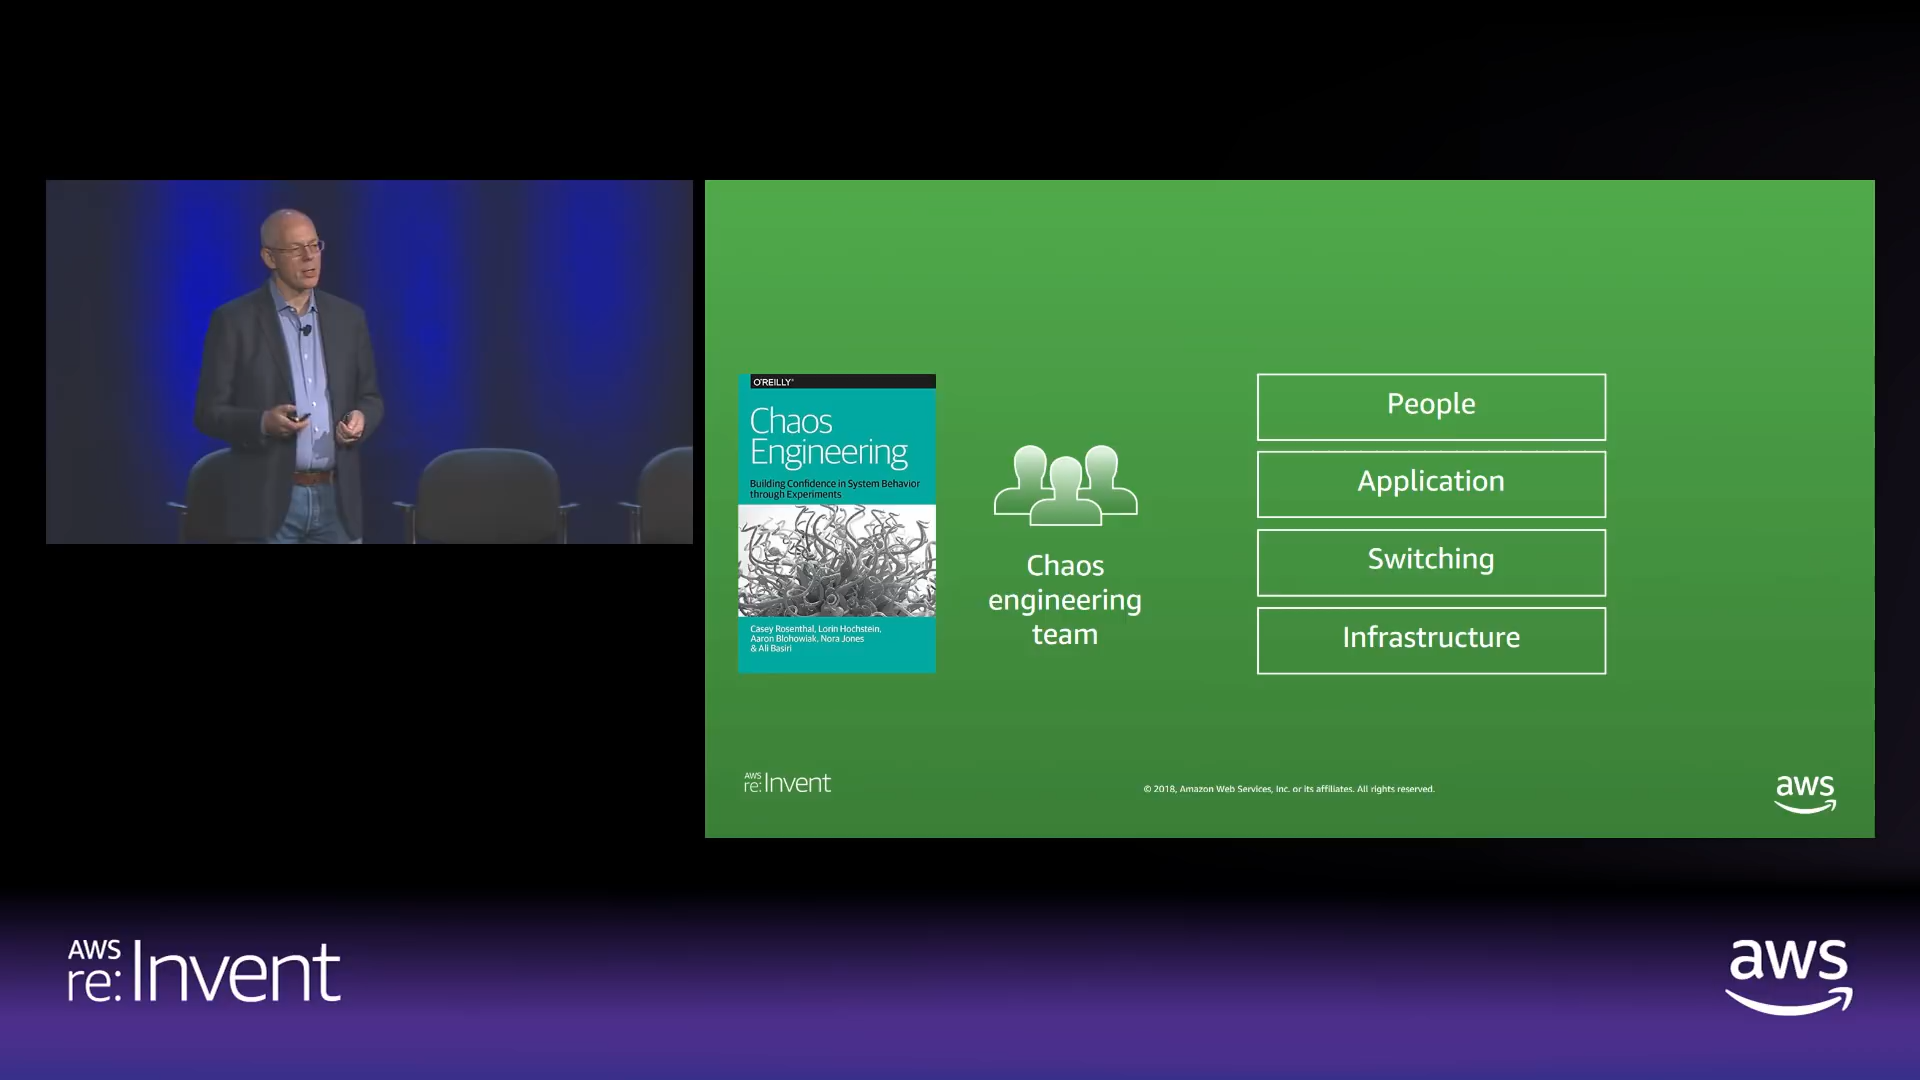 O'REILLY®
Chaos
Engineering
Building Confidence in System Behavior
through Experiments
Casey Rosenthal, Lorin Hochstein,
Aaron Blohowiak, Nora Jones
& Ali Basiri
Chaos
engineering
team
People
Application
Switching
Infrastructure
AWS
re:Invent
© 2018, Amazon Web Services, Inc. or its affiliates. All rights reserved.
aws
AWS
re:Invent
aws